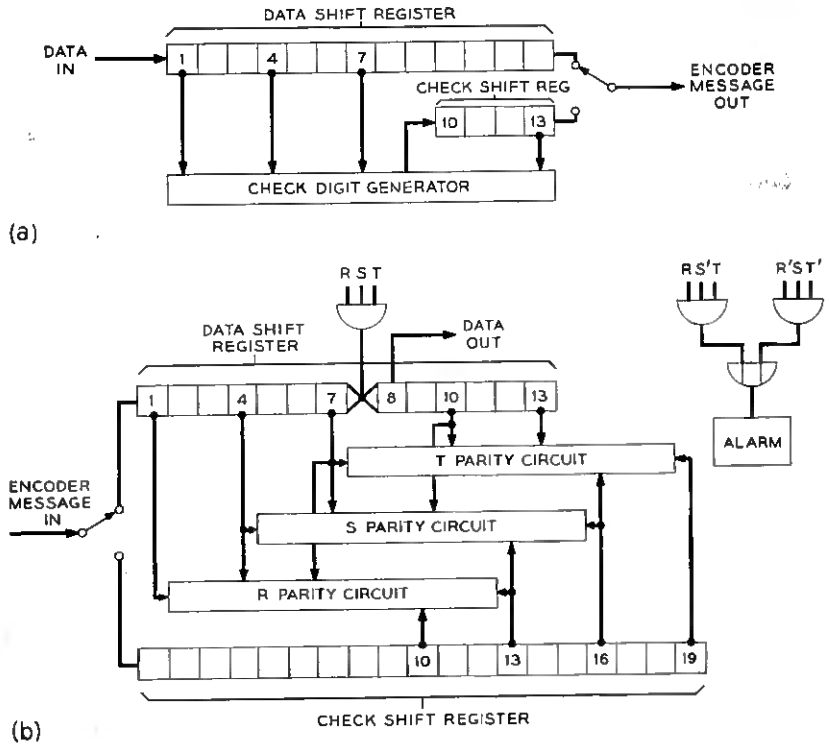 DATA SHIFT REGISTER
DATA IN
1 4 7
CHECK SHIFT REG
10 13
ENCODER MESSAGE OUT
CHECK DIGIT GENERATOR
(a)
R S T
R S' T
R' S T'
DATA SHIFT REGISTER
DATA OUT
1 4 7 8 10 13
ALARM
T PARITY CIRCUIT
ENCODER MESSAGE IN
S PARITY CIRCUIT
R PARITY CIRCUIT
10 13 16 19
CHECK SHIFT REGISTER
(b)